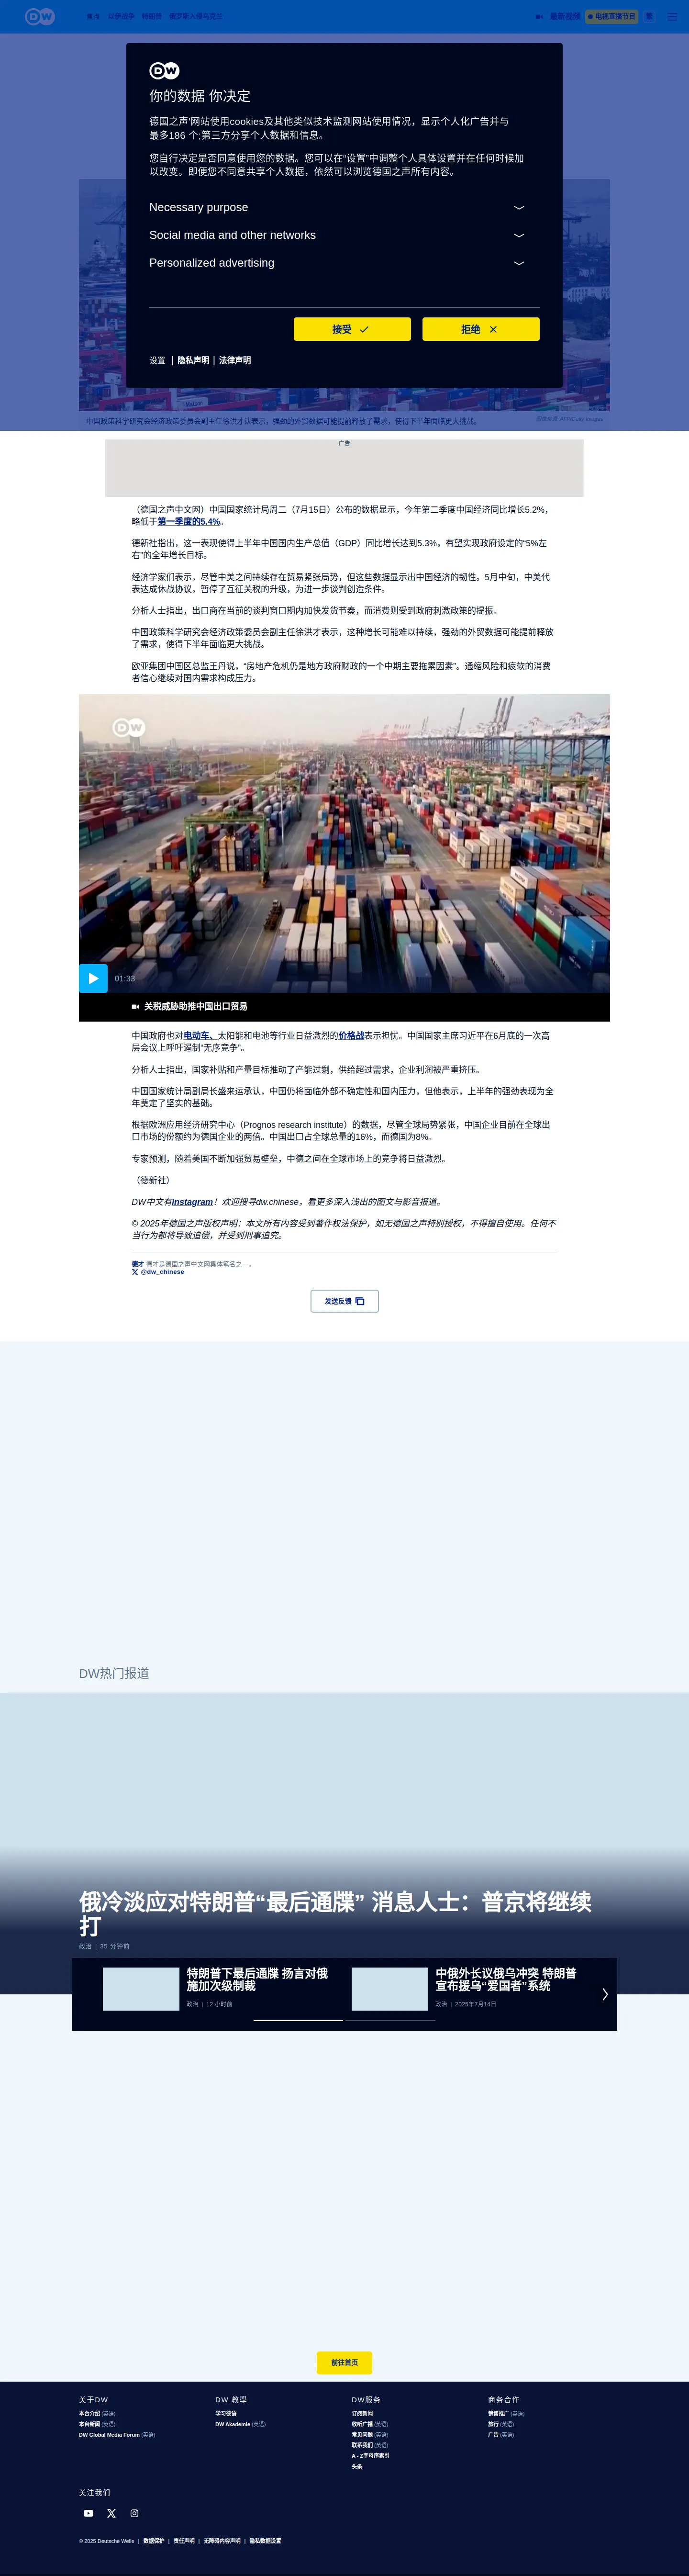 DW
焦点
以伊战争
特朗普
俄罗斯入侵乌克兰
最新视频
电视直播节目
繁
DW
你的数据 你决定
德国之声'网站使用cookies及其他类似技术监测网站使用情况，显示个人化广告并与
最多186 个;第三方分享个人数据和信息。
您自行决定是否同意使用您的数据。您可以在“设置”中调整个人具体设置并在任何时候加
以改变。即便您不同意共享个人数据，依然可以浏览德国之声所有内容。
Necessary purpose
Social media and other networks
Personalized advertising
接受
拒绝
设置 | 隐私声明 | 法律声明
中国政策科学研究会经济政策委员会副主任徐洪才认表示，强劲的外贸数据可能提前释放了需求，使得下半年面临更大挑战。
图像来源: AFP/Getty Images
广告
（德国之声中文网）中国国家统计局周二（7月15日）公布的数据显示，今年第二季度中国经济同比增长5.2%，
略低于第一季度的5.4%。
德新社指出，这一表现使得上半年中国国内生产总值（GDP）同比增长达到5.3%，有望实现政府设定的“5%左
右”的全年增长目标。
经济学家们表示，尽管中美之间持续存在贸易紧张局势，但这些数据显示出中国经济的韧性。5月中旬，中美代
表达成休战协议，暂停了互征关税的升级，为进一步谈判创造条件。
分析人士指出，出口商在当前的谈判窗口期内加快发货节奏，而消费则受到政府刺激政策的提振。
中国政策科学研究会经济政策委员会副主任徐洪才表示，这种增长可能难以持续，强劲的外贸数据可能提前释放
了需求，使得下半年面临更大挑战。
欧亚集团中国区总监王丹说，“房地产危机仍是地方政府财政的一个中期主要拖累因素”。通缩风险和疲软的消费
者信心继续对国内需求构成压力。
DW
01:33
关税威胁助推中国出口贸易
中国政府也对电动车、太阳能和电池等行业日益激烈的价格战表示担忧。中国国家主席习近平在6月底的一次高
层会议上呼吁遏制“无序竞争”。
分析人士指出，国家补贴和产量目标推动了产能过剩，供给超过需求，企业利润被严重挤压。
中国国家统计局副局长盛来运承认，中国仍将面临外部不确定性和国内压力，但他表示，上半年的强劲表现为全
年奠定了坚实的基础。
根据欧洲应用经济研究中心（Prognos research institute）的数据，尽管全球局势紧张，中国企业目前在全球出
口市场的份额约为德国企业的两倍。中国出口占全球总量的16%，而德国为8%。
专家预测，随着美国不断加强贸易壁垒，中德之间在全球市场上的竞争将日益激烈。
（德新社）
DW中文有Instagram！欢迎搜寻dw.chinese，看更多深入浅出的图文与影音报道。
© 2025年德国之声版权声明：本文所有内容受到著作权法保护，如无德国之声特别授权，不得擅自使用。任何不
当行为都将导致追偿，并受到刑事追究。
德才 德才是德国之声中文网集体笔名之一。
@dw_chinese
发送反馈
DW热门报道
俄冷淡应对特朗普“最后通牒” 消息人士：普京将继续
打
政治 | 35 分钟前
特朗普下最后通牒 扬言对俄
施加次级制裁
政治 | 12 小时前
中俄外长议俄乌冲突 特朗普
宣布援乌“爱国者”系统
政治 | 2025年7月14日
前往首页
关于DW
本台介绍 (英语)
本台新闻 (英语)
DW Global Media Forum (英语)
DW 教學
学习德语
DW Akademie (英语)
DW服务
订阅新闻
收听广播 (英语)
常见问题 (英语)
联系我们 (英语)
A - Z字母序索引
头条
商务合作
销售推广 (英语)
旅行 (英语)
广告 (英语)
关注我们
© 2025 Deutsche Welle | 数据保护 | 责任声明 | 无障碍内容声明 | 隐私数据设置